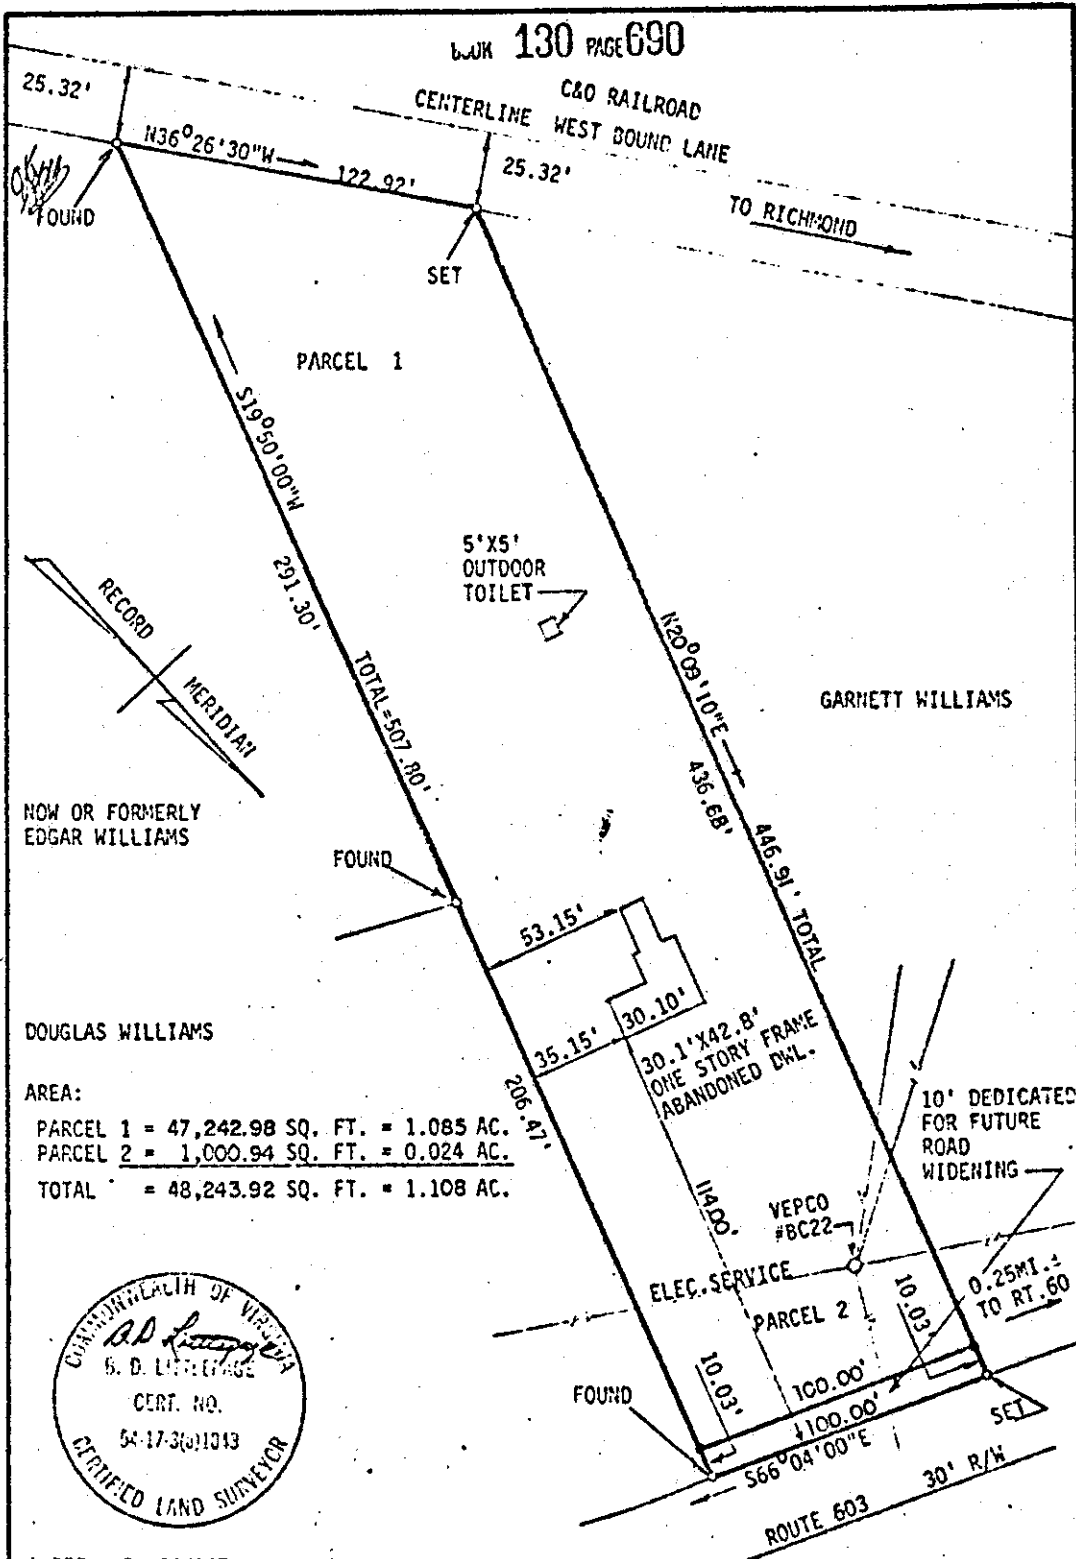 BOOK 130 PAGE 690
C&O RAILROAD
CENTERLINE WEST BOUND LANE
25.32'
N36°26'30"W
122.92'
25.32'
TO RICHMOND
FOUND
SET
PARCEL 1
S19°50'00"W
291.30'
TOTAL=507.80'
5'X5'
OUTDOOR
TOILET
RECORD
MERIDIAN
N20°09'10"E
436.68'
446.91' TOTAL
GARNETT WILLIAMS
NOW OR FORMERLY
EDGAR WILLIAMS
FOUND
53.15'
30.10'
35.15'
30.1'X42.8'
ONE STORY FRAME
ABANDONED DWL.
206.47'
DOUGLAS WILLIAMS
AREA:
PARCEL 1 = 47,242.98 SQ. FT. = 1.085 AC.
PARCEL 2 = 1,000.94 SQ. FT. = 0.024 AC.
TOTAL = 48,243.92 SQ. FT. = 1.108 AC.
10' DEDICATED
FOR FUTURE
ROAD
WIDENING
114.00'
VEPCO
#BC22
ELEC. SERVICE
PARCEL 2
0.25MI.±
TO RT.60
10.03'
10.03'
100.00'
100.00'
FOUND
SET
S66°04'00"E
ROUTE 603
30' R/W
COMMONWEALTH OF VIRGINIA
B. D. LITTLEPAGE
CERT. NO.
CERTIFIED LAND SURVEYOR